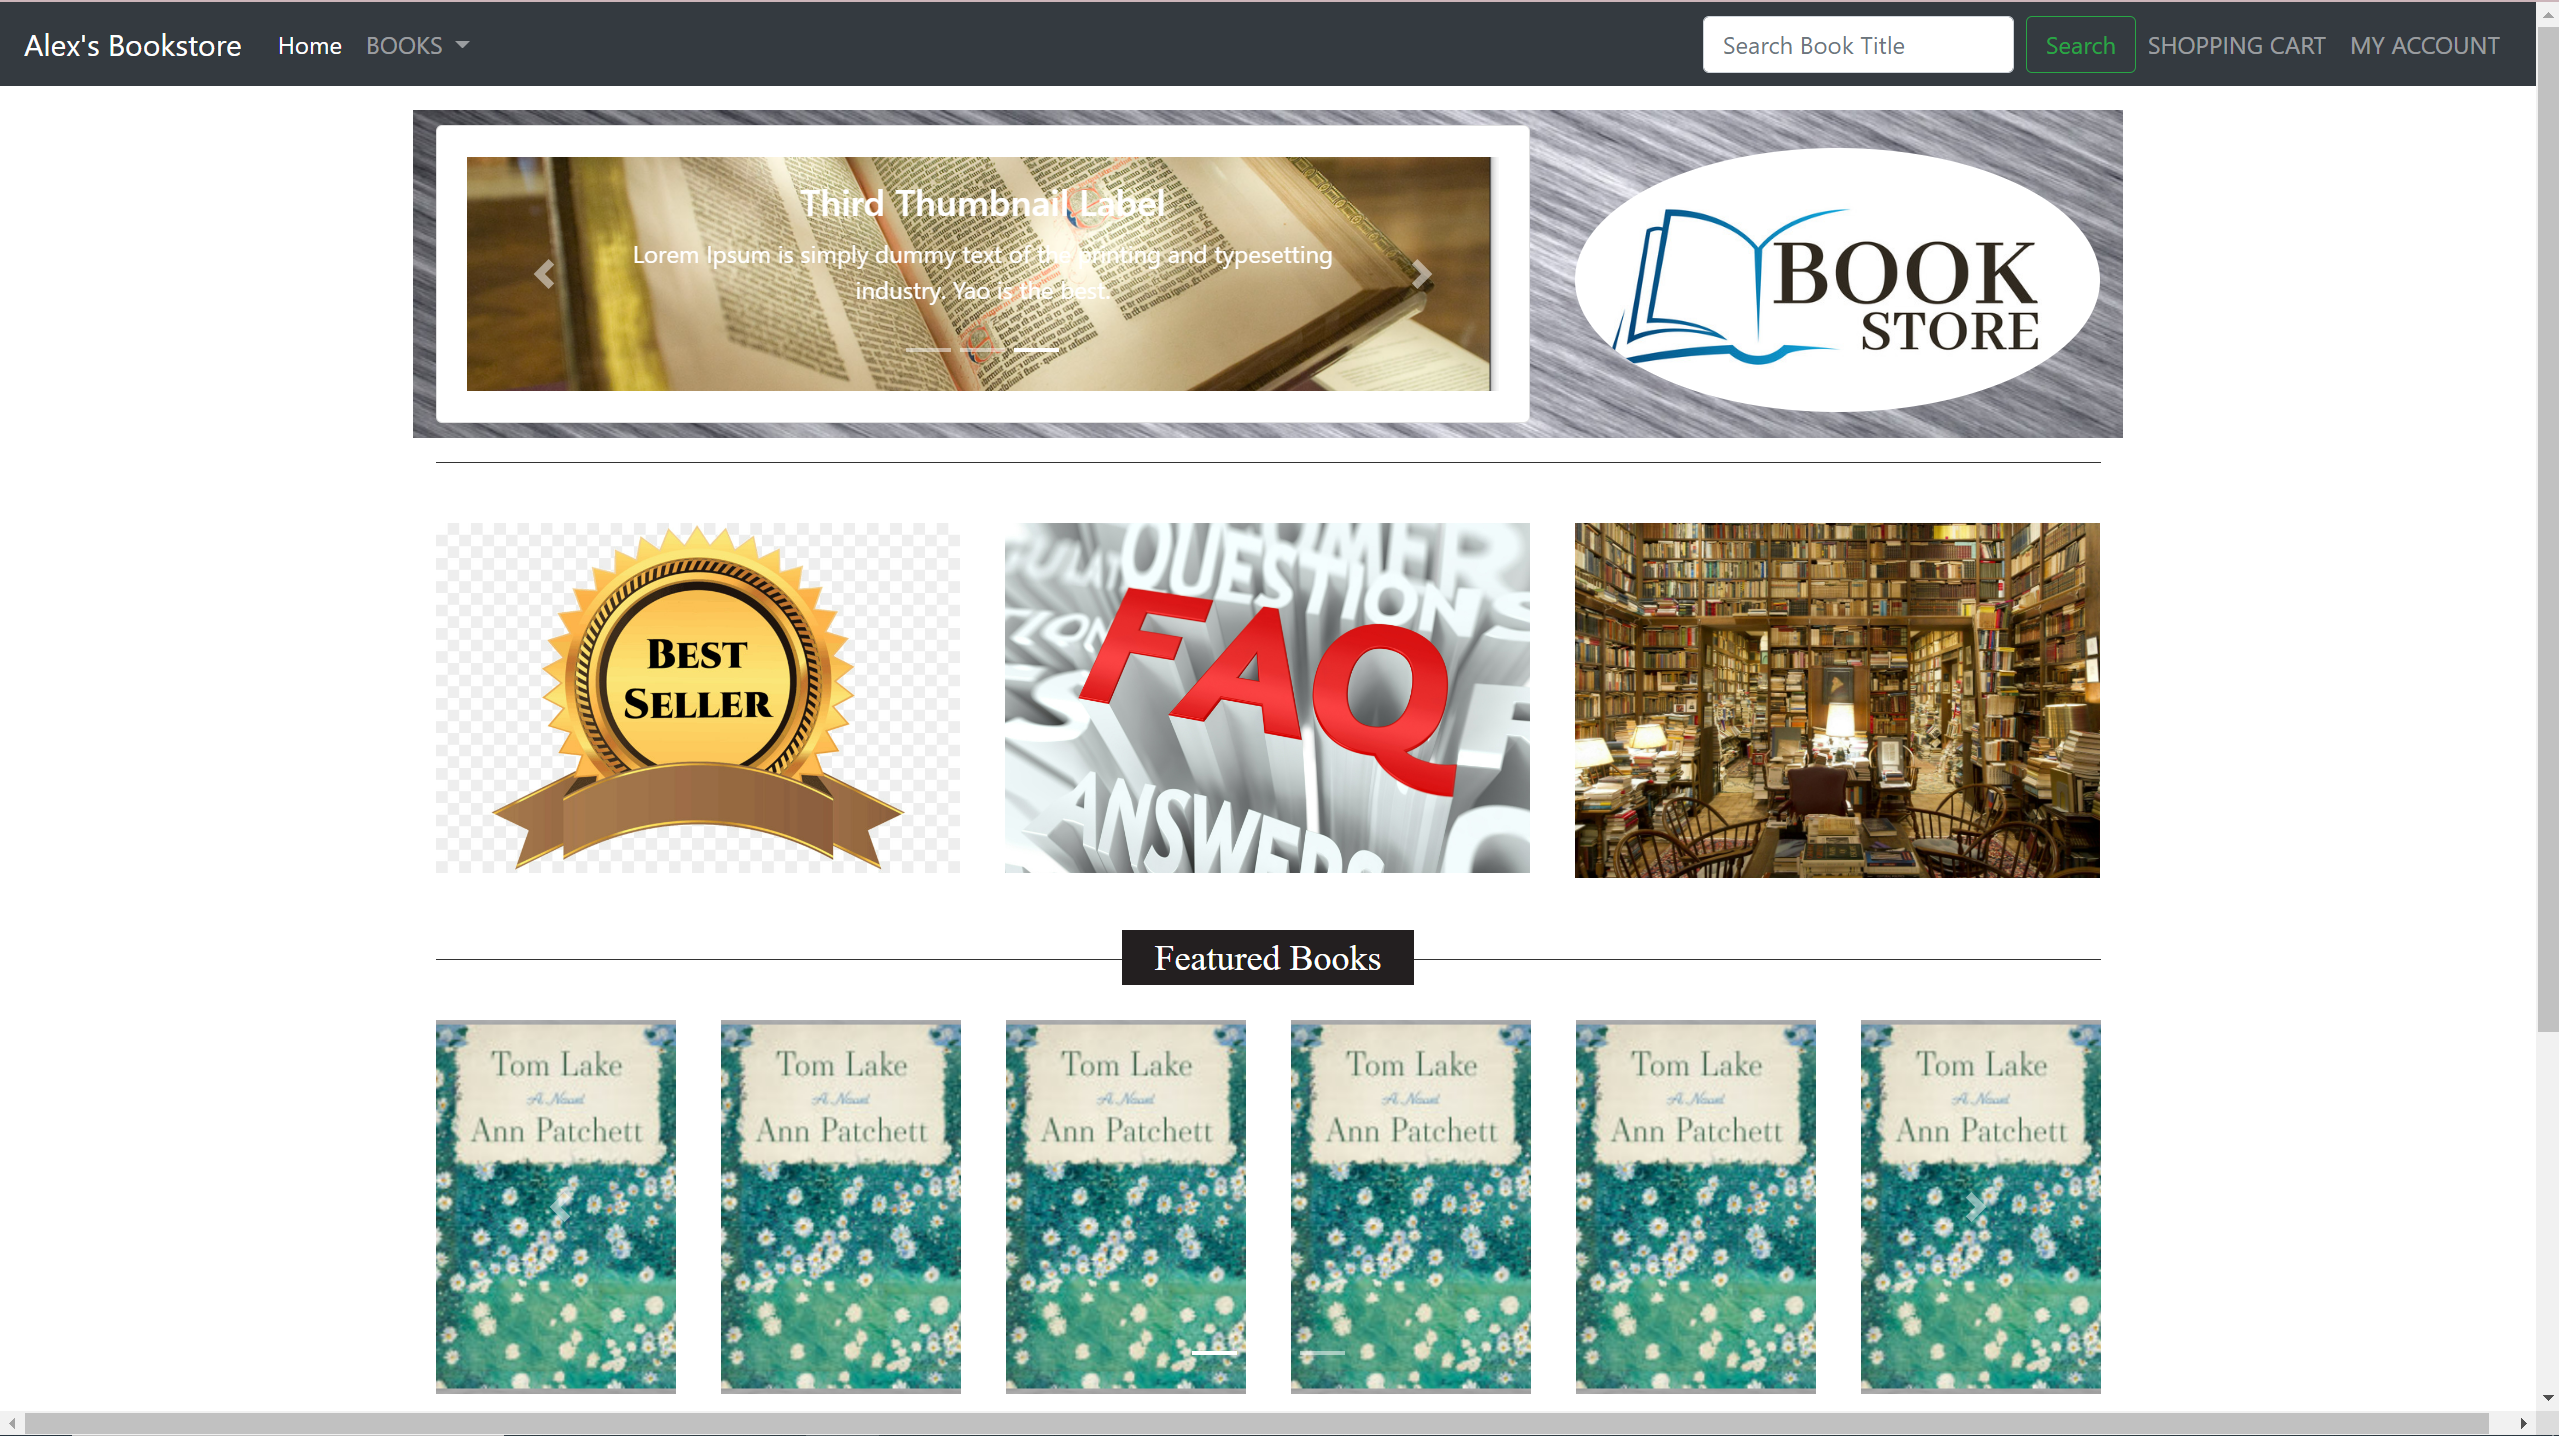 Alex's Bookstore
Home
BOOKS
Search Book Title
Search
SHOPPING CART
MY ACCOUNT
Third Thumbnail Label
Lorem Ipsum is simply dummy text of the printing and typesetting
industry. Yao is the best.
BOOK
STORE
BEST
SELLER
QUESTIONS
FAQ
ANSWERS
Featured Books
Tom Lake
A Novel
Ann Patchett
Tom Lake
A Novel
Ann Patchett
Tom Lake
A Novel
Ann Patchett
Tom Lake
A Novel
Ann Patchett
Tom Lake
A Novel
Ann Patchett
Tom Lake
A Novel
Ann Patchett